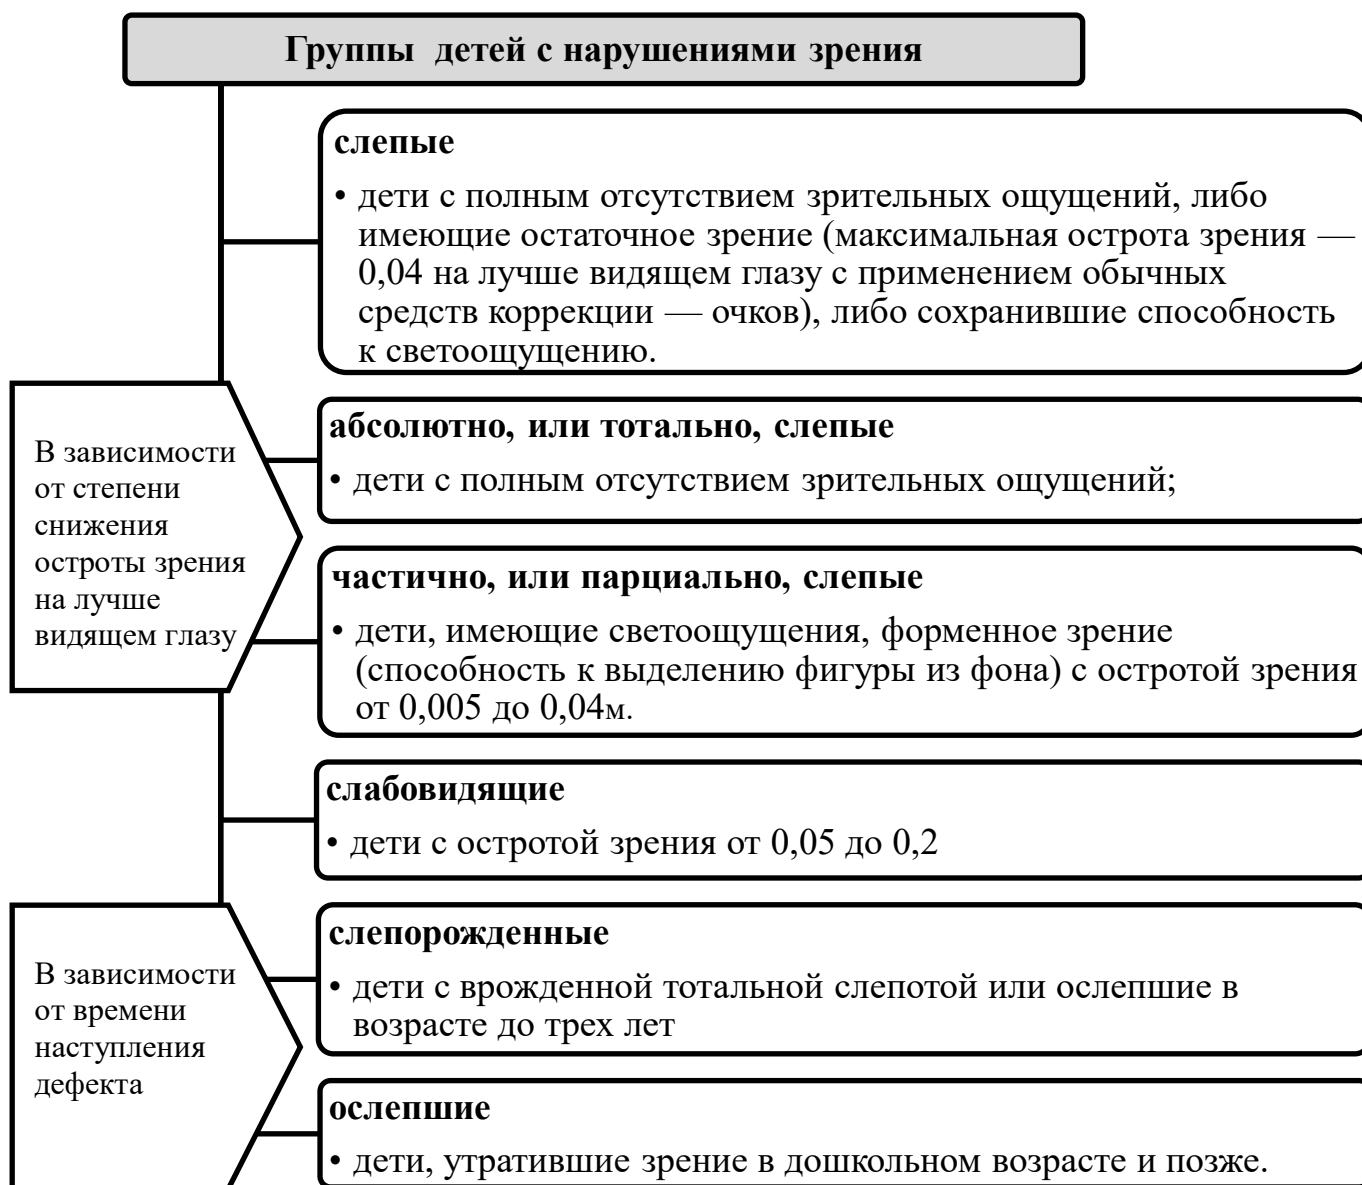 Группы детей с нарушениями зрения
слепые
• дети с полным отсутствием зрительных ощущений, либо
имеющие остаточное зрение (максимальная острота зрения —
0,04 на лучше видящем глазу с применением обычных
средств коррекции — очков), либо сохранившие способность
к светоощущению.
В зависимости
от степени
снижения
остроты зрения
на лучше
видящем глазу
абсолютно, или тотально, слепые
• дети с полным отсутствием зрительных ощущений;
частично, или парциально, слепые
• дети, имеющие светоощущения, форменное зрение
(способность к выделению фигуры из фона) с остротой зрения
от 0,005 до 0,04м.
слабовидящие
• дети с остротой зрения от 0,05 до 0,2
В зависимости
от времени
наступления
дефекта
слепорожденные
• дети с врожденной тотальной слепотой или ослепшие в
возрасте до трех лет
ослепшие
• дети, утратившие зрение в дошкольном возрасте и позже.